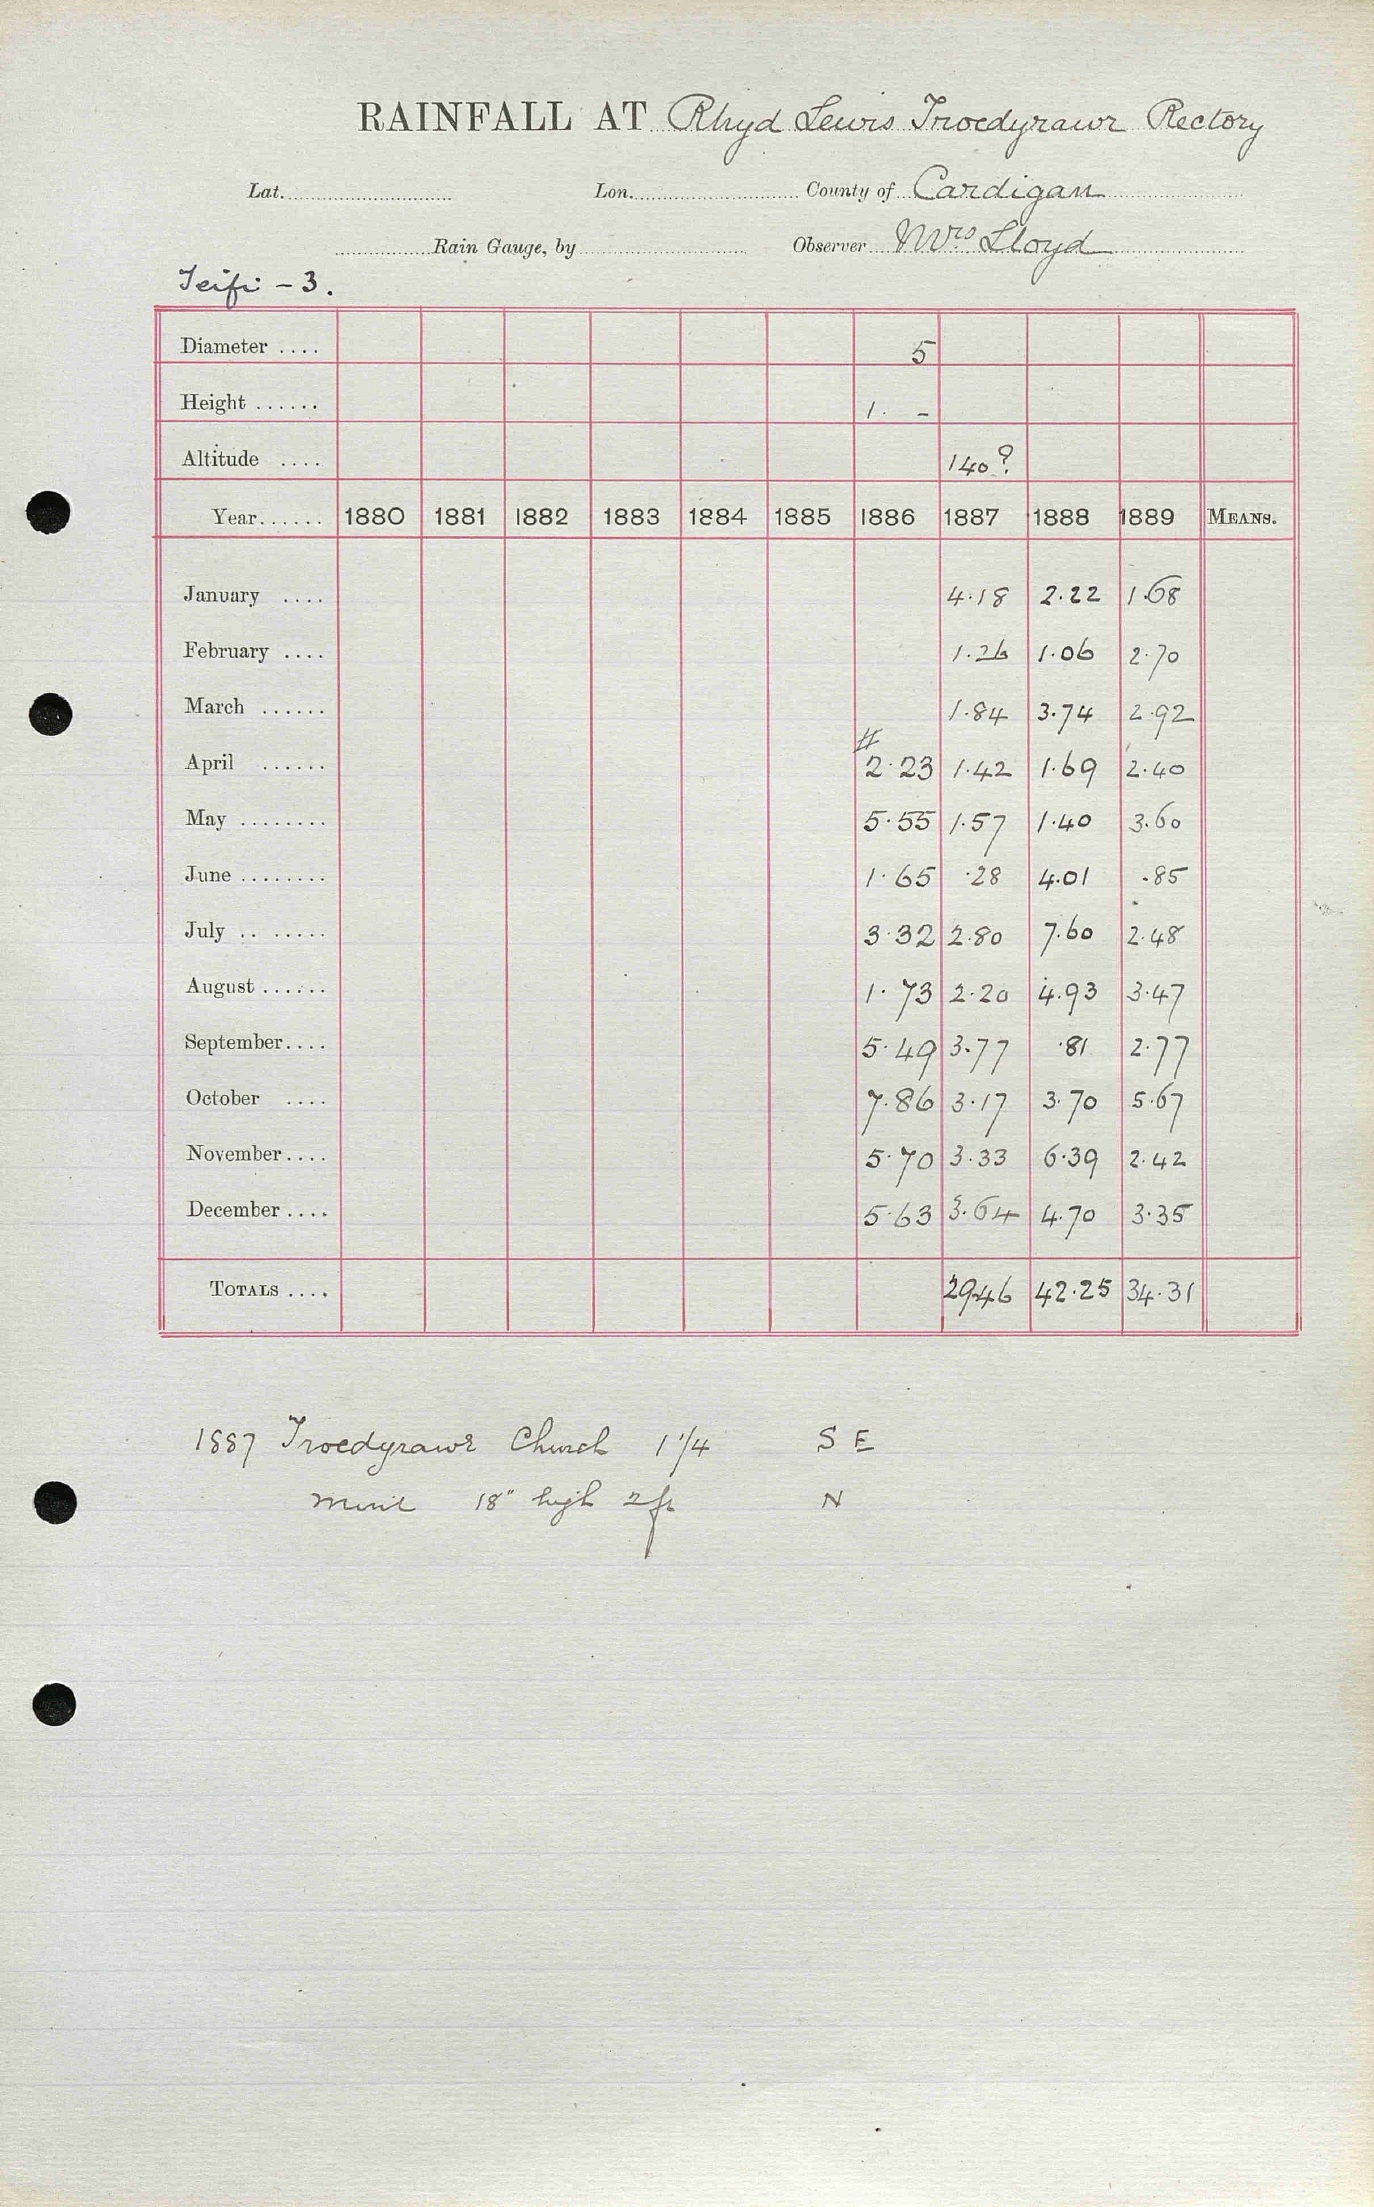 RAINFALL AT Rhyd Lewis Troedyrawr Rectory
Lat. Lon. County of Cardigan
Rain Gauge, by Observer Mrs Lloyd
Teifi - 3.
Diameter .... 5
Height ...... 1. -
Altitude .... 140?
Year...... 1880 1881 1882 1883 1884 1885 1886 1887 1888 1889 MEANS.
January .... 4.18 2.22 1.68
February .... 1.26 1.06 2.70
March ...... 1.84 3.74 2.92
#
April ...... 2.23 1.42 1.69 2.40
May ........ 5.55 1.57 1.40 3.60
June ........ 1.65 .28 4.01 .85
July .. ..... 3.32 2.80 7.60 2.48
August ...... 1.73 2.20 4.93 3.47
September.... 5.49 3.77 .81 2.77
October .... 7.86 3.17 3.70 5.67
November.... 5.70 3.33 6.39 2.42
December .... 5.63 3.64 4.70 3.35
TOTALS .... 29.46 42.25 34.31
1887 Troedyrawr Church 1 1/4 S E
18" high 2 ft N